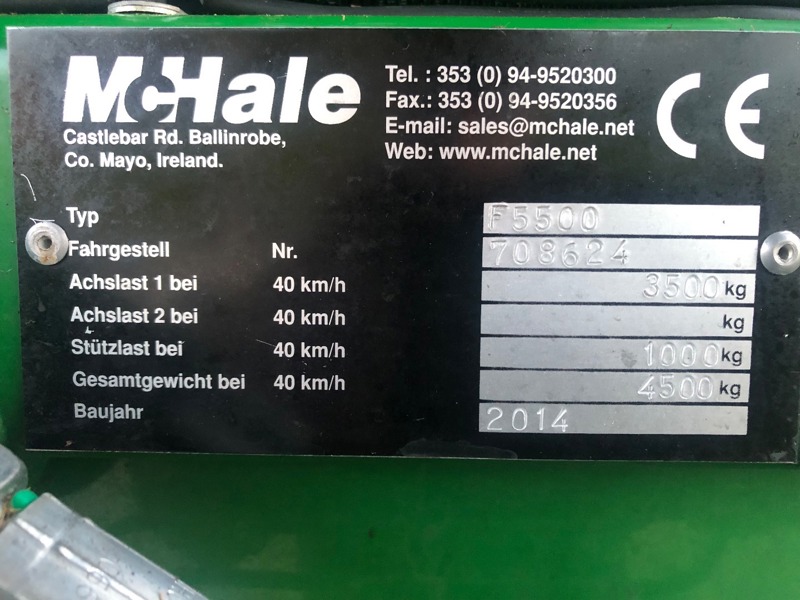 McHale
Castlebar Rd. Ballinrobe,
Co. Mayo, Ireland.
Tel. : 353 (0) 94-9520300
Fax.: 353 (0) 94-9520356
E-mail: sales@mchale.net
Web: www.mchale.net
CE
Typ F5500
Fahrgestell Nr. 708624
Achslast 1 bei 40 km/h 3500 kg
Achslast 2 bei 40 km/h kg
Stützlast bei 40 km/h 1000 kg
Gesamtgewicht bei 40 km/h 4500 kg
Baujahr 2014